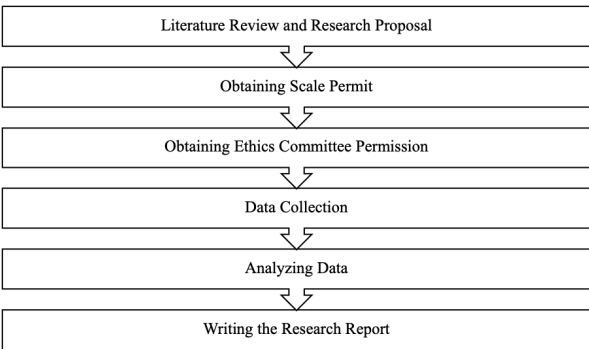 Literature Review and Research Proposal
Obtaining Scale Permit
Obtaining Ethics Committee Permission
Data Collection
Analyzing Data
Writing the Research Report